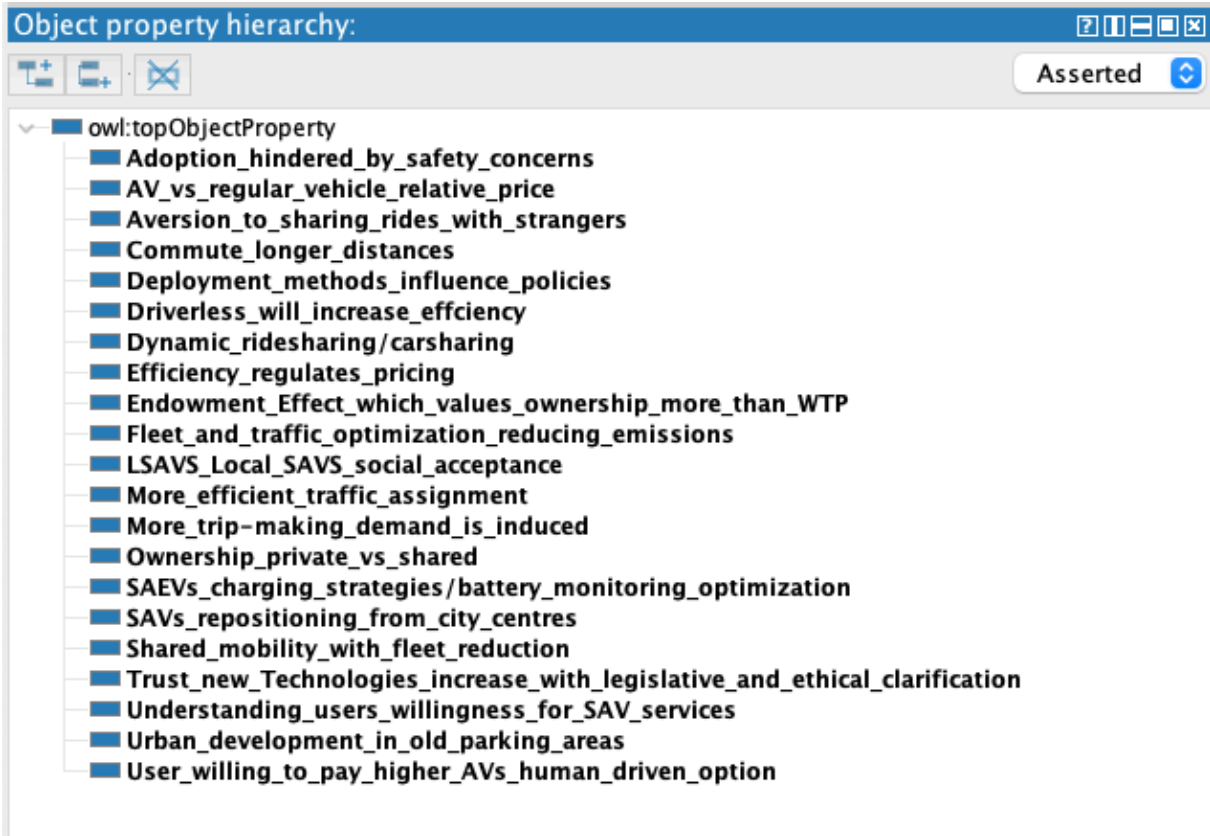 Object property hierarchy:
Asserted
owl:topObjectProperty
Adoption_hindered_by_safety_concerns
AV_vs_regular_vehicle_relative_price
Aversion_to_sharing_rides_with_strangers
Commute_longer_distances
Deployment_methods_influence_policies
Driverless_will_increase_effciency
Dynamic_ridesharing/carsharing
Efficiency_regulates_pricing
Endowment_Effect_which_values_ownership_more_than_WTP
Fleet_and_traffic_optimization_reducing_emissions
LSAVS_Local_SAVS_social_acceptance
More_efficient_traffic_assignment
More_trip-making_demand_is_induced
Ownership_private_vs_shared
SAEVs_charging_strategies/battery_monitoring_optimization
SAVs_repositioning_from_city_centres
Shared_mobility_with_fleet_reduction
Trust_new_Technologies_increase_with_legislative_and_ethical_clarification
Understanding_users_willingness_for_SAV_services
Urban_development_in_old_parking_areas
User_willing_to_pay_higher_AVs_human_driven_option